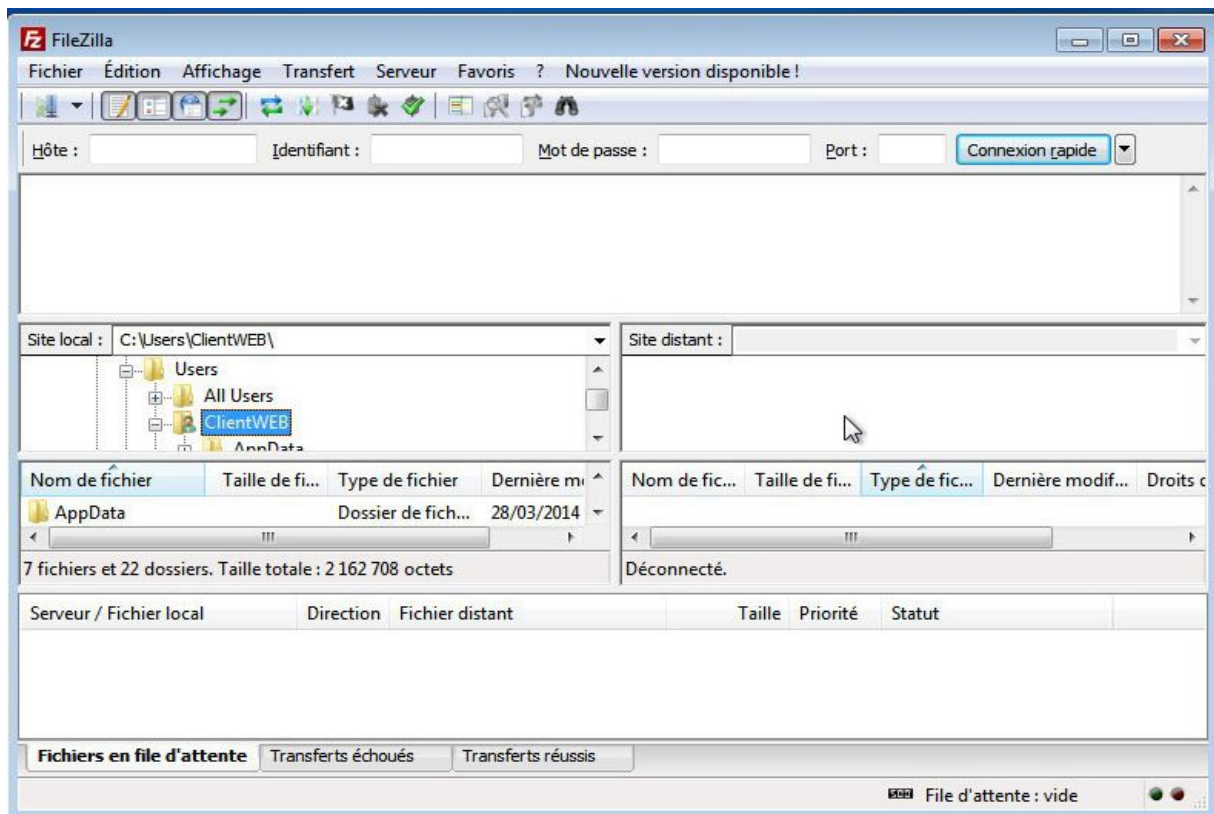 FileZilla
Fichier Édition Affichage Transfert Serveur Favoris ? Nouvelle version disponible !
Hôte : Identifiant : Mot de passe : Port : Connexion rapide
Site local : C:\Users\ClientWEB\ Site distant :
Users
All Users
ClientWEB
AppData
Nom de fichier Taille de fi... Type de fichier Dernière Nom de fic... Taille de fi... Type de fic... Dernière modif... Droits
AppData Dossier de fich... 28/03/2014
7 fichiers et 22 dossiers. Taille totale : 2 162 708 octets Déconnecté.
Serveur / Fichier local Direction Fichier distant Taille Priorité Statut
Fichiers en file d'attente Transferts échoués Transferts réussis
File d'attente : vide